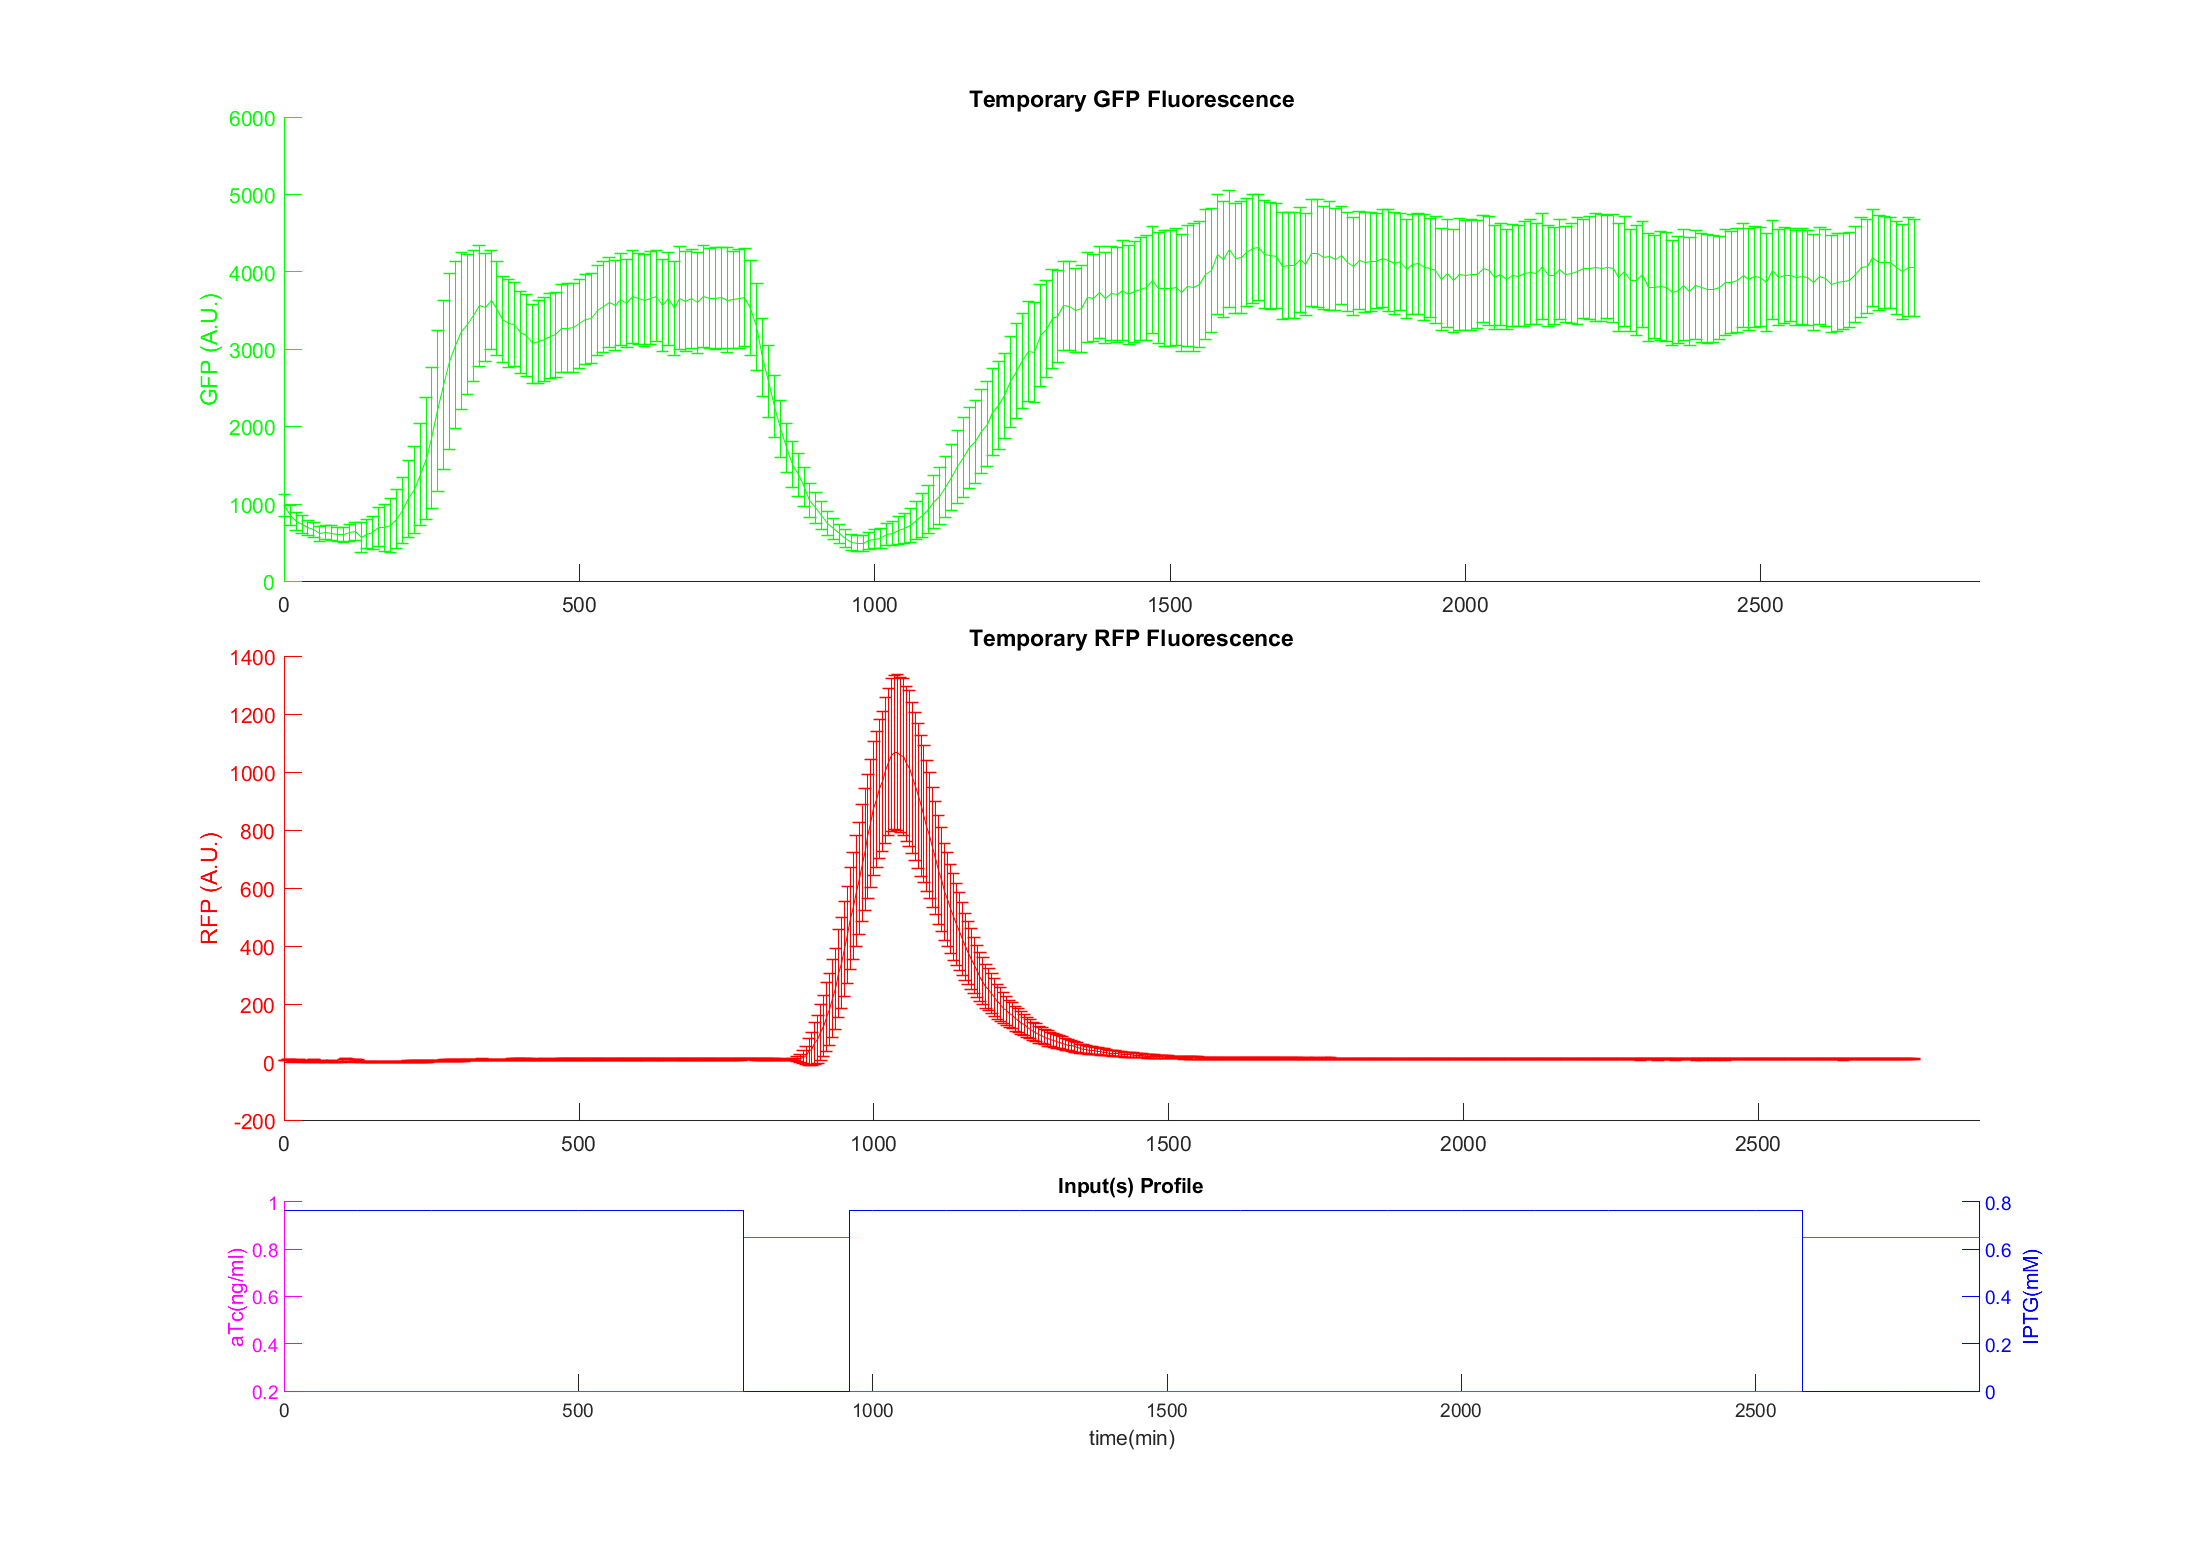 Temporary GFP Fluorescence
6000
5000
4000
3000
2000
1000
0
GFP (A.U.)
0 500 1000 1500 2000 2500
Temporary RFP Fluorescence
1400
1200
1000
800
600
400
200
0
-200
RFP (A.U.)
0 500 1000 1500 2000 2500
Input(s) Profile
1
0.8
0.6
0.4
0.2
aTc(ng/ml)
0.8
0.6
0.4
0.2
0
IPTG(mM)
0 500 1000 1500 2000 2500
time(min)